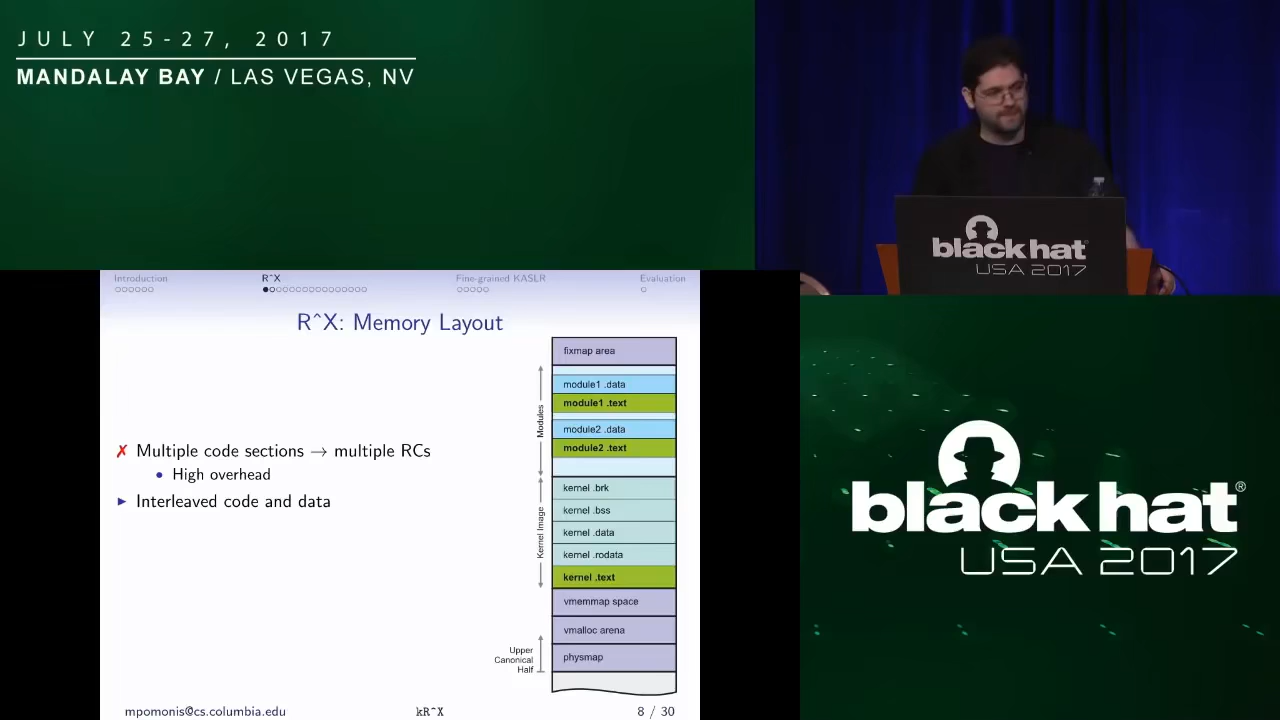 JULY 25-27, 2017
MANDALAY BAY / LAS VEGAS, NV
black hat
USA 2017
Introduction
R^X
Fine-grained KASLR
Evaluation
R^X: Memory Layout
✗ Multiple code sections → multiple RCs
• High overhead
► Interleaved code and data
fixmap area
Modules
module1 .data
module1 .text
module2 .data
module2 .text
Kernel Image
kernel .brk
kernel .bss
kernel .data
kernel .rodata
kernel .text
vmemmap space
vmalloc arena
Upper
Canonical
Half
physmap
mpomonis@cs.columbia.edu
kR^X
8 / 30
black hat®
USA 2017